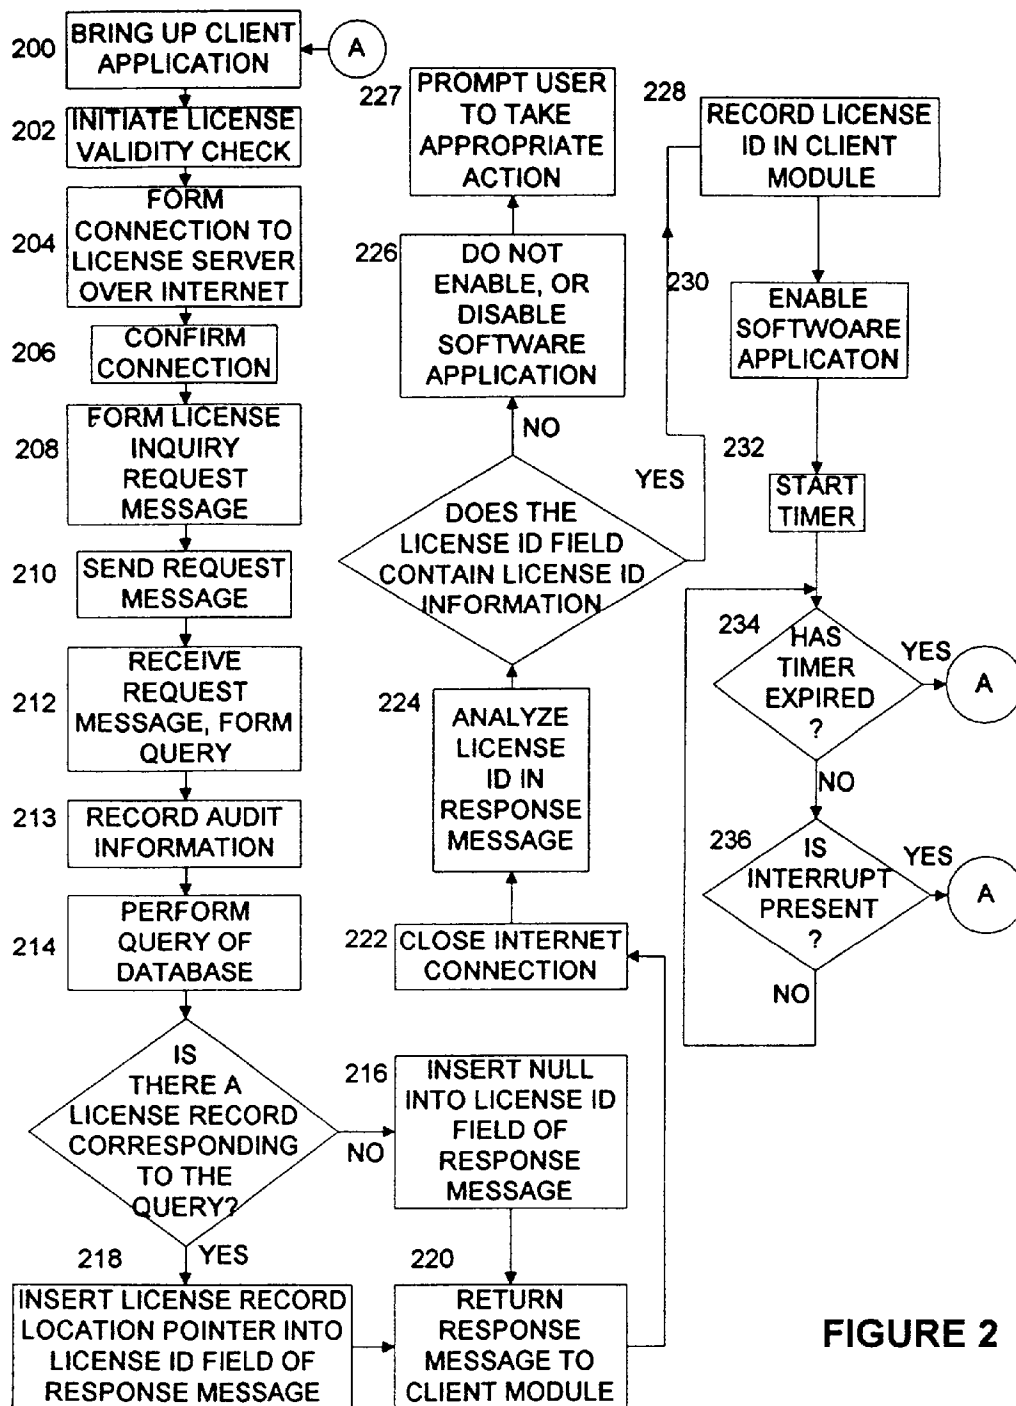 200
BRING UP CLIENT
APPLICATION
A
202
INITIATE LICENSE
VALIDITY CHECK
204
FORM
CONNECTION TO
LICENSE SERVER
OVER INTERNET
206
CONFIRM
CONNECTION
208
FORM LICENSE
INQUIRY
REQUEST
MESSAGE
210
SEND REQUEST
MESSAGE
212
RECEIVE
REQUEST
MESSAGE, FORM
QUERY
213
RECORD AUDIT
INFORMATION
214
PERFORM
QUERY OF
DATABASE
IS
THERE A
LICENSE RECORD
CORRESPONDING
TO THE
QUERY?
NO
YES
216
INSERT NULL
INTO LICENSE ID
FIELD OF
RESPONSE
MESSAGE
218
INSERT LICENSE RECORD
LOCATION POINTER INTO
LICENSE ID FIELD OF
RESPONSE MESSAGE
220
RETURN
RESPONSE
MESSAGE TO
CLIENT MODULE
222
CLOSE INTERNET
CONNECTION
224
ANALYZE
LICENSE
ID IN
RESPONSE
MESSAGE
DOES THE
LICENSE ID FIELD
CONTAIN LICENSE ID
INFORMATION
NO
YES
226
DO NOT
ENABLE, OR
DISABLE
SOFTWARE
APPLICATION
227
PROMPT USER
TO TAKE
APPROPRIATE
ACTION
228
RECORD LICENSE
ID IN CLIENT
MODULE
230
ENABLE
SOFTWOARE
APPLICATON
232
START
TIMER
234
HAS
TIMER
EXPIRED
?
YES
A
NO
236
IS
INTERRUPT
PRESENT
?
YES
A
NO
FIGURE 2